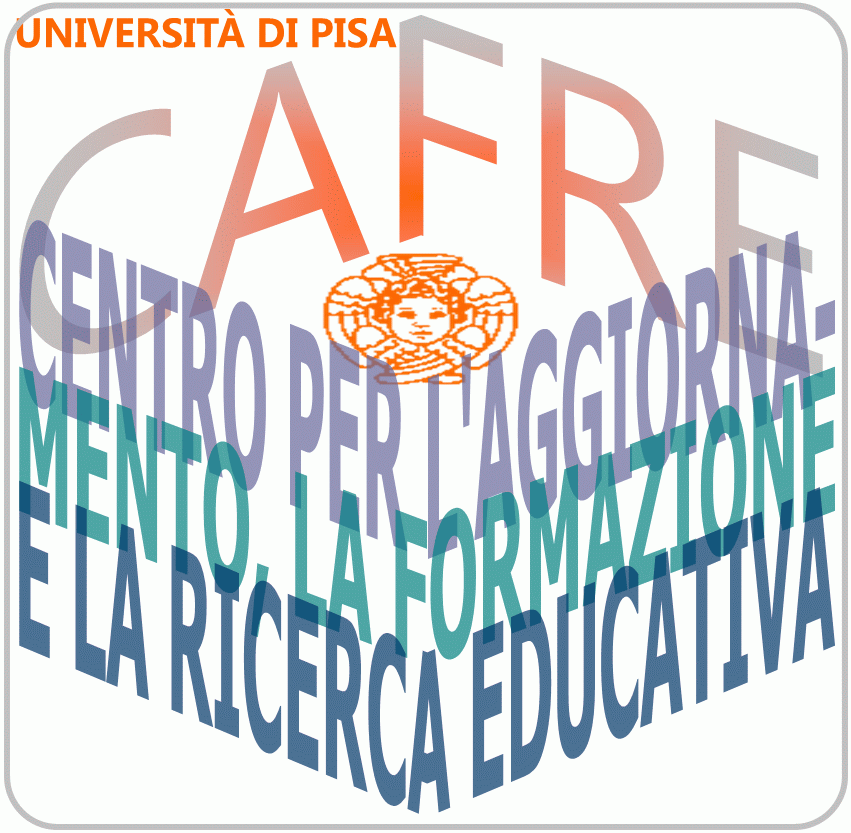 UNIVERSITÀ DI PISA
CAFRE
CENTRO PER L'AGGIORNA-
MENTO, LA FORMAZIONE
E LA RICERCA EDUCATIVA